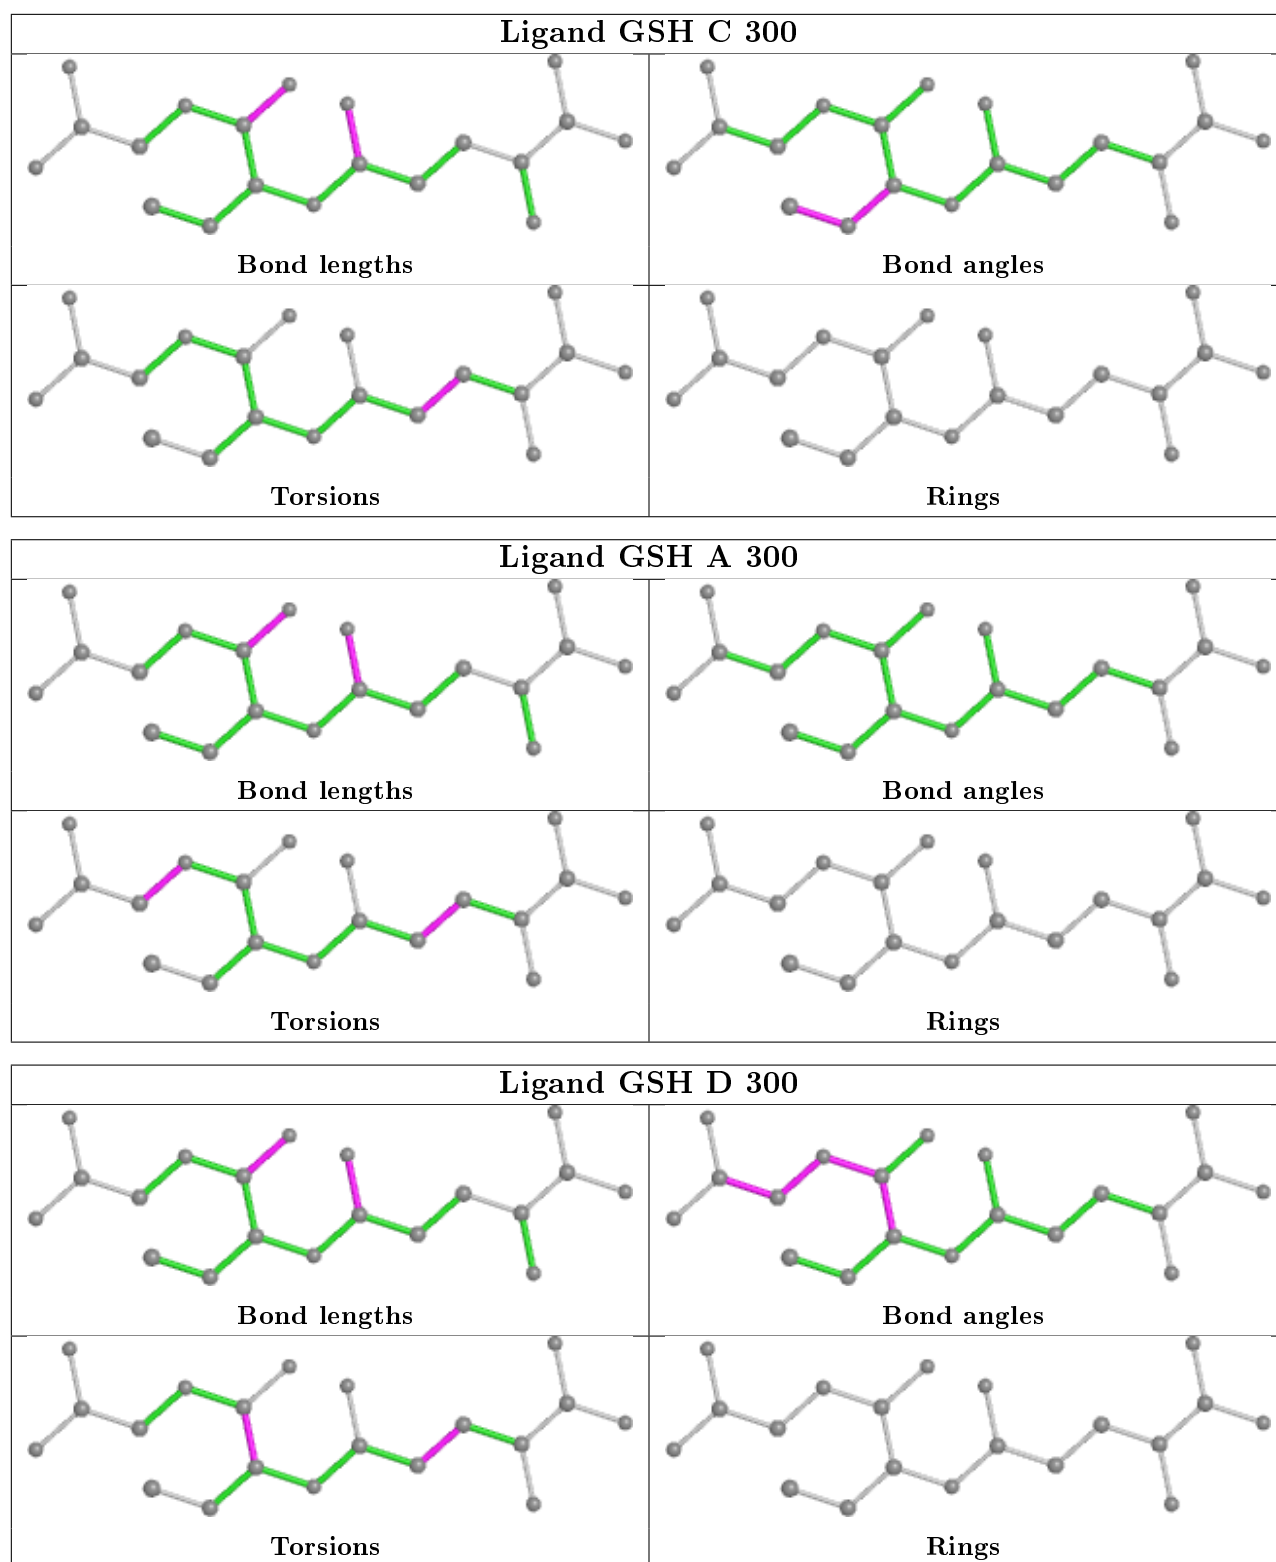 Ligand GSH C 300
Bond lengths
Bond angles
Torsions
Rings
Ligand GSH A 300
Bond lengths
Bond angles
Torsions
Rings
Ligand GSH D 300
Bond lengths
Bond angles
Torsions
Rings